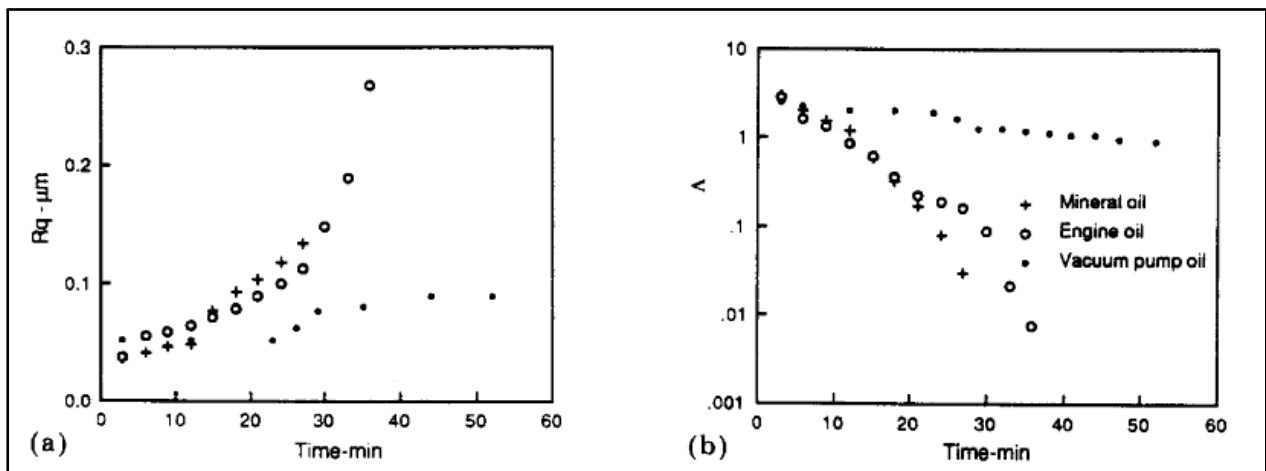 0.3
0.2
0.1
0.0
Rq - µm
0 10 20 30 40 50 60
(a)
Time-min
10
1
.1
.01
.001
V
+ Mineral oil
o Engine oil
• Vacuum pump oil
0 10 20 30 40 50 60
(b)
Time-min